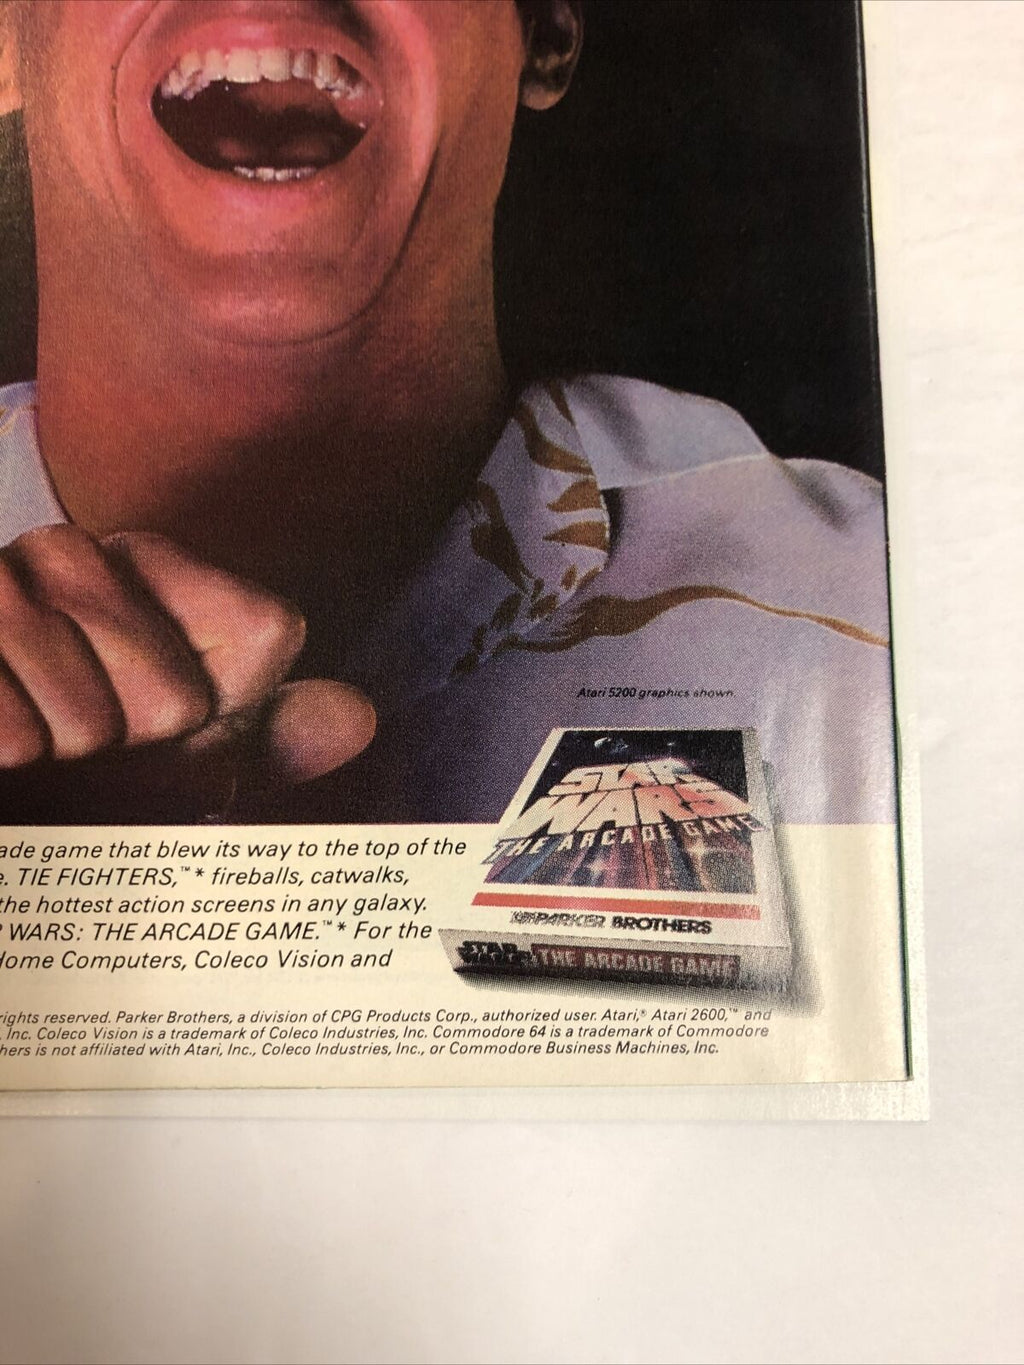 Atari 5200 graphics shown.
STAR
WARS
THE ARCADE GAME
PARKER BROTHERS
STAR WARS THE ARCADE GAME
ade game that blew its way to the top of the
e. TIE FIGHTERS,™* fireballs, catwalks,
the hottest action screens in any galaxy.
WARS: THE ARCADE GAME.™* For the
Home Computers, Coleco Vision and
rights reserved. Parker Brothers, a division of CPG Products Corp., authorized user. Atari,® Atari 2600,™ and
, Inc. Coleco Vision is a trademark of Coleco Industries, Inc. Commodore 64 is a trademark of Commodore
hers is not affiliated with Atari, Inc., Coleco Industries, Inc., or Commodore Business Machines, Inc.